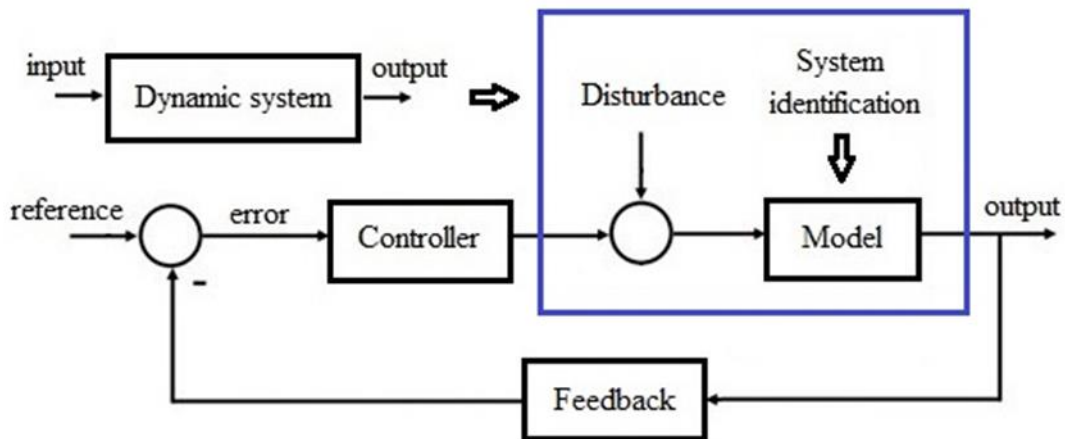 input
Dynamic system
output
Disturbance
System
identification
reference
error
Controller
Model
output
-
Feedback